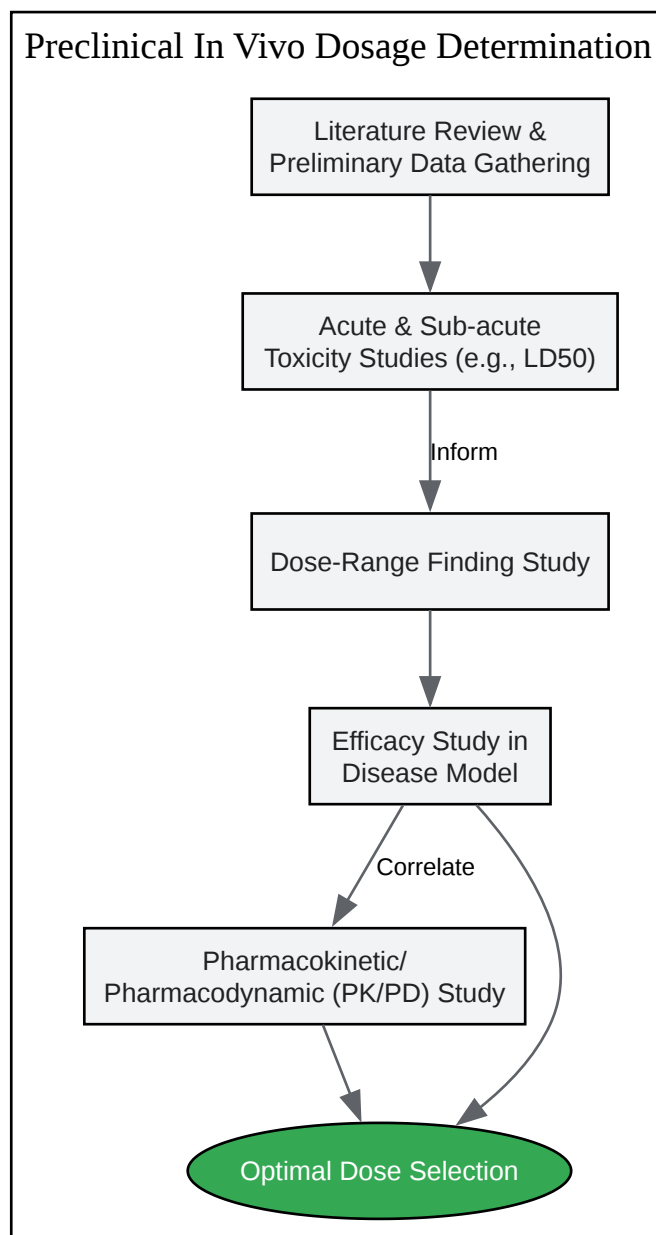 Preclinical In Vivo Dosage Determination
Literature Review &
Preliminary Data Gathering
Acute & Sub-acute
Toxicity Studies (e.g., LD50)
Inform
Dose-Range Finding Study
Efficacy Study in
Disease Model
Correlate
Pharmacokinetic/
Pharmacodynamic (PK/PD) Study
Optimal Dose Selection